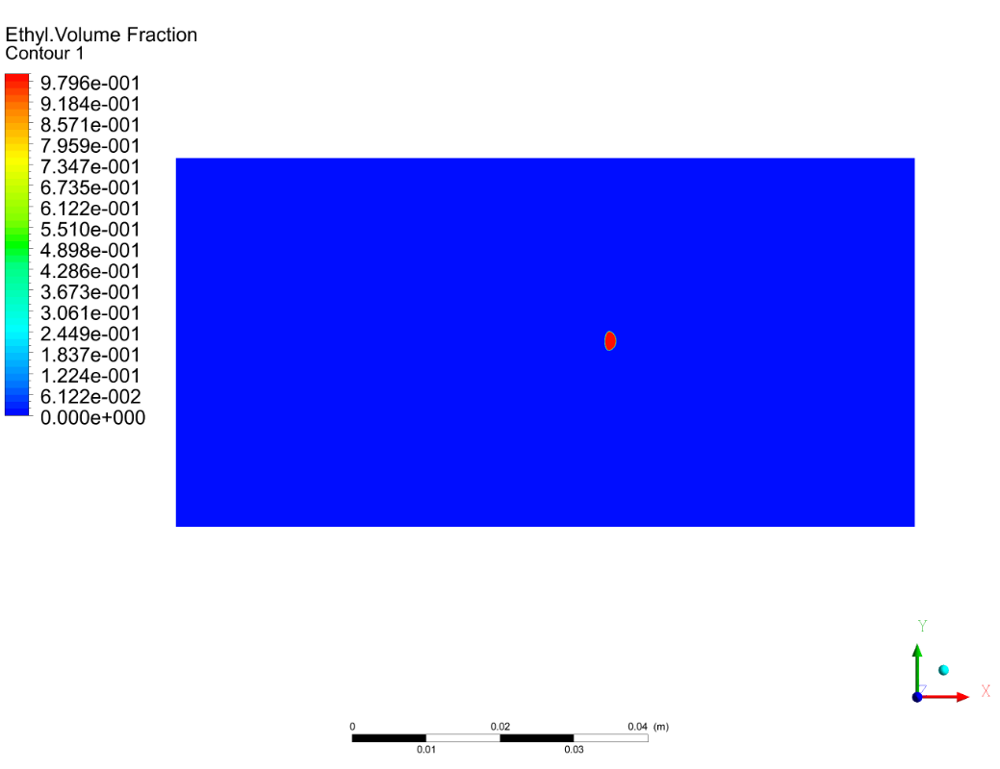 Ethyl.Volume Fraction
Contour 1
9.796e-001
9.184e-001
8.571e-001
7.959e-001
7.347e-001
6.735e-001
6.122e-001
5.510e-001
4.898e-001
4.286e-001
3.673e-001
3.061e-001
2.449e-001
1.837e-001
1.224e-001
6.122e-002
0.000e+000
Y
Z
X
0 0.02 0.04 (m)
0.01 0.03